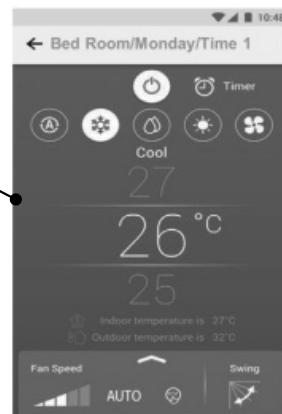 10:48
← Bed Room/Monday/Time 1
Timer
A
Cool
27
26°C
25
Indoor temperature is 27°C
Outdoor temperature is 32°C
Fan Speed
Swing
AUTO